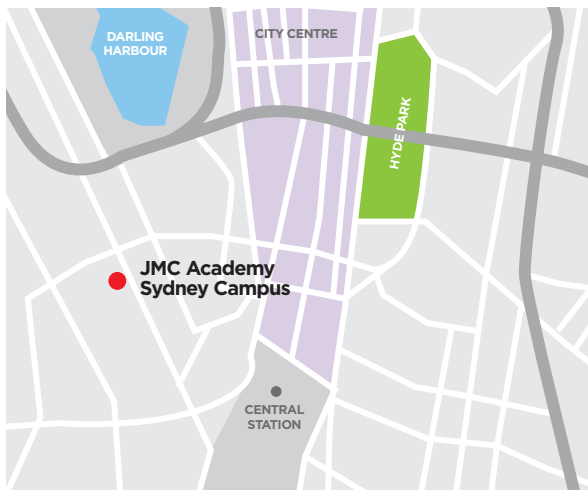 DARLING
HARBOUR
CITY CENTRE
HYDE PARK
JMC Academy
Sydney Campus
CENTRAL
STATION